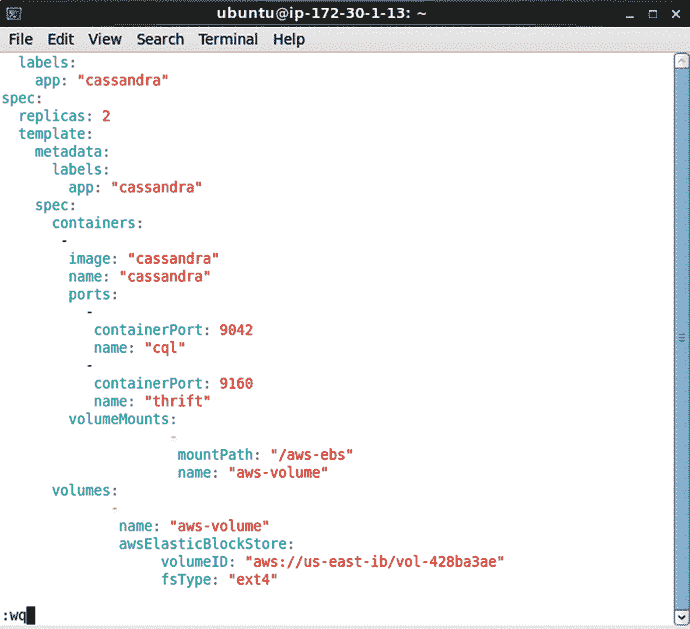 ubuntu@ip-172-30-1-13: ~
File Edit View Search Terminal Help
labels:
app: "cassandra"
spec:
replicas: 2
template:
metadata:
labels:
app: "cassandra"
spec:
containers:
-
image: "cassandra"
name: "cassandra"
ports:
-
containerPort: 9042
name: "cql"
-
containerPort: 9160
name: "thrift"
volumeMounts:
-
mountPath: "/aws-ebs"
name: "aws-volume"
volumes:
-
name: "aws-volume"
awsElasticBlockStore:
volumeID: "aws://us-east-ib/vol-428ba3ae"
fsType: "ext4"
:wq